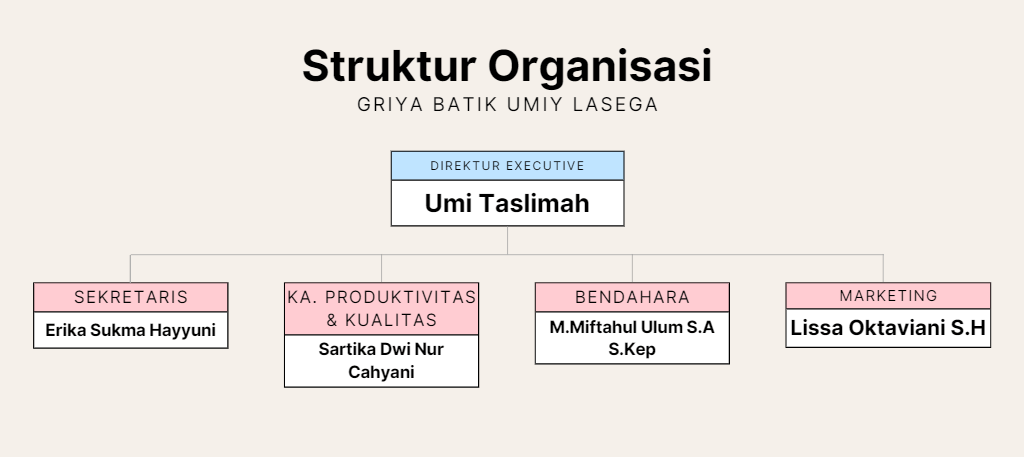 Struktur Organisasi
GRIYA BATIK UMIY LASEGA
DIREKTUR EXECUTIVE
Umi Taslimah
SEKRETARIS
Erika Sukma Hayyuni
KA. PRODUKTIVITAS
& KUALITAS
Sartika Dwi Nur
Cahyani
BENDAHARA
M.Miftahul Ulum S.A
S.Kep
MARKETING
Lissa Oktaviani S.H